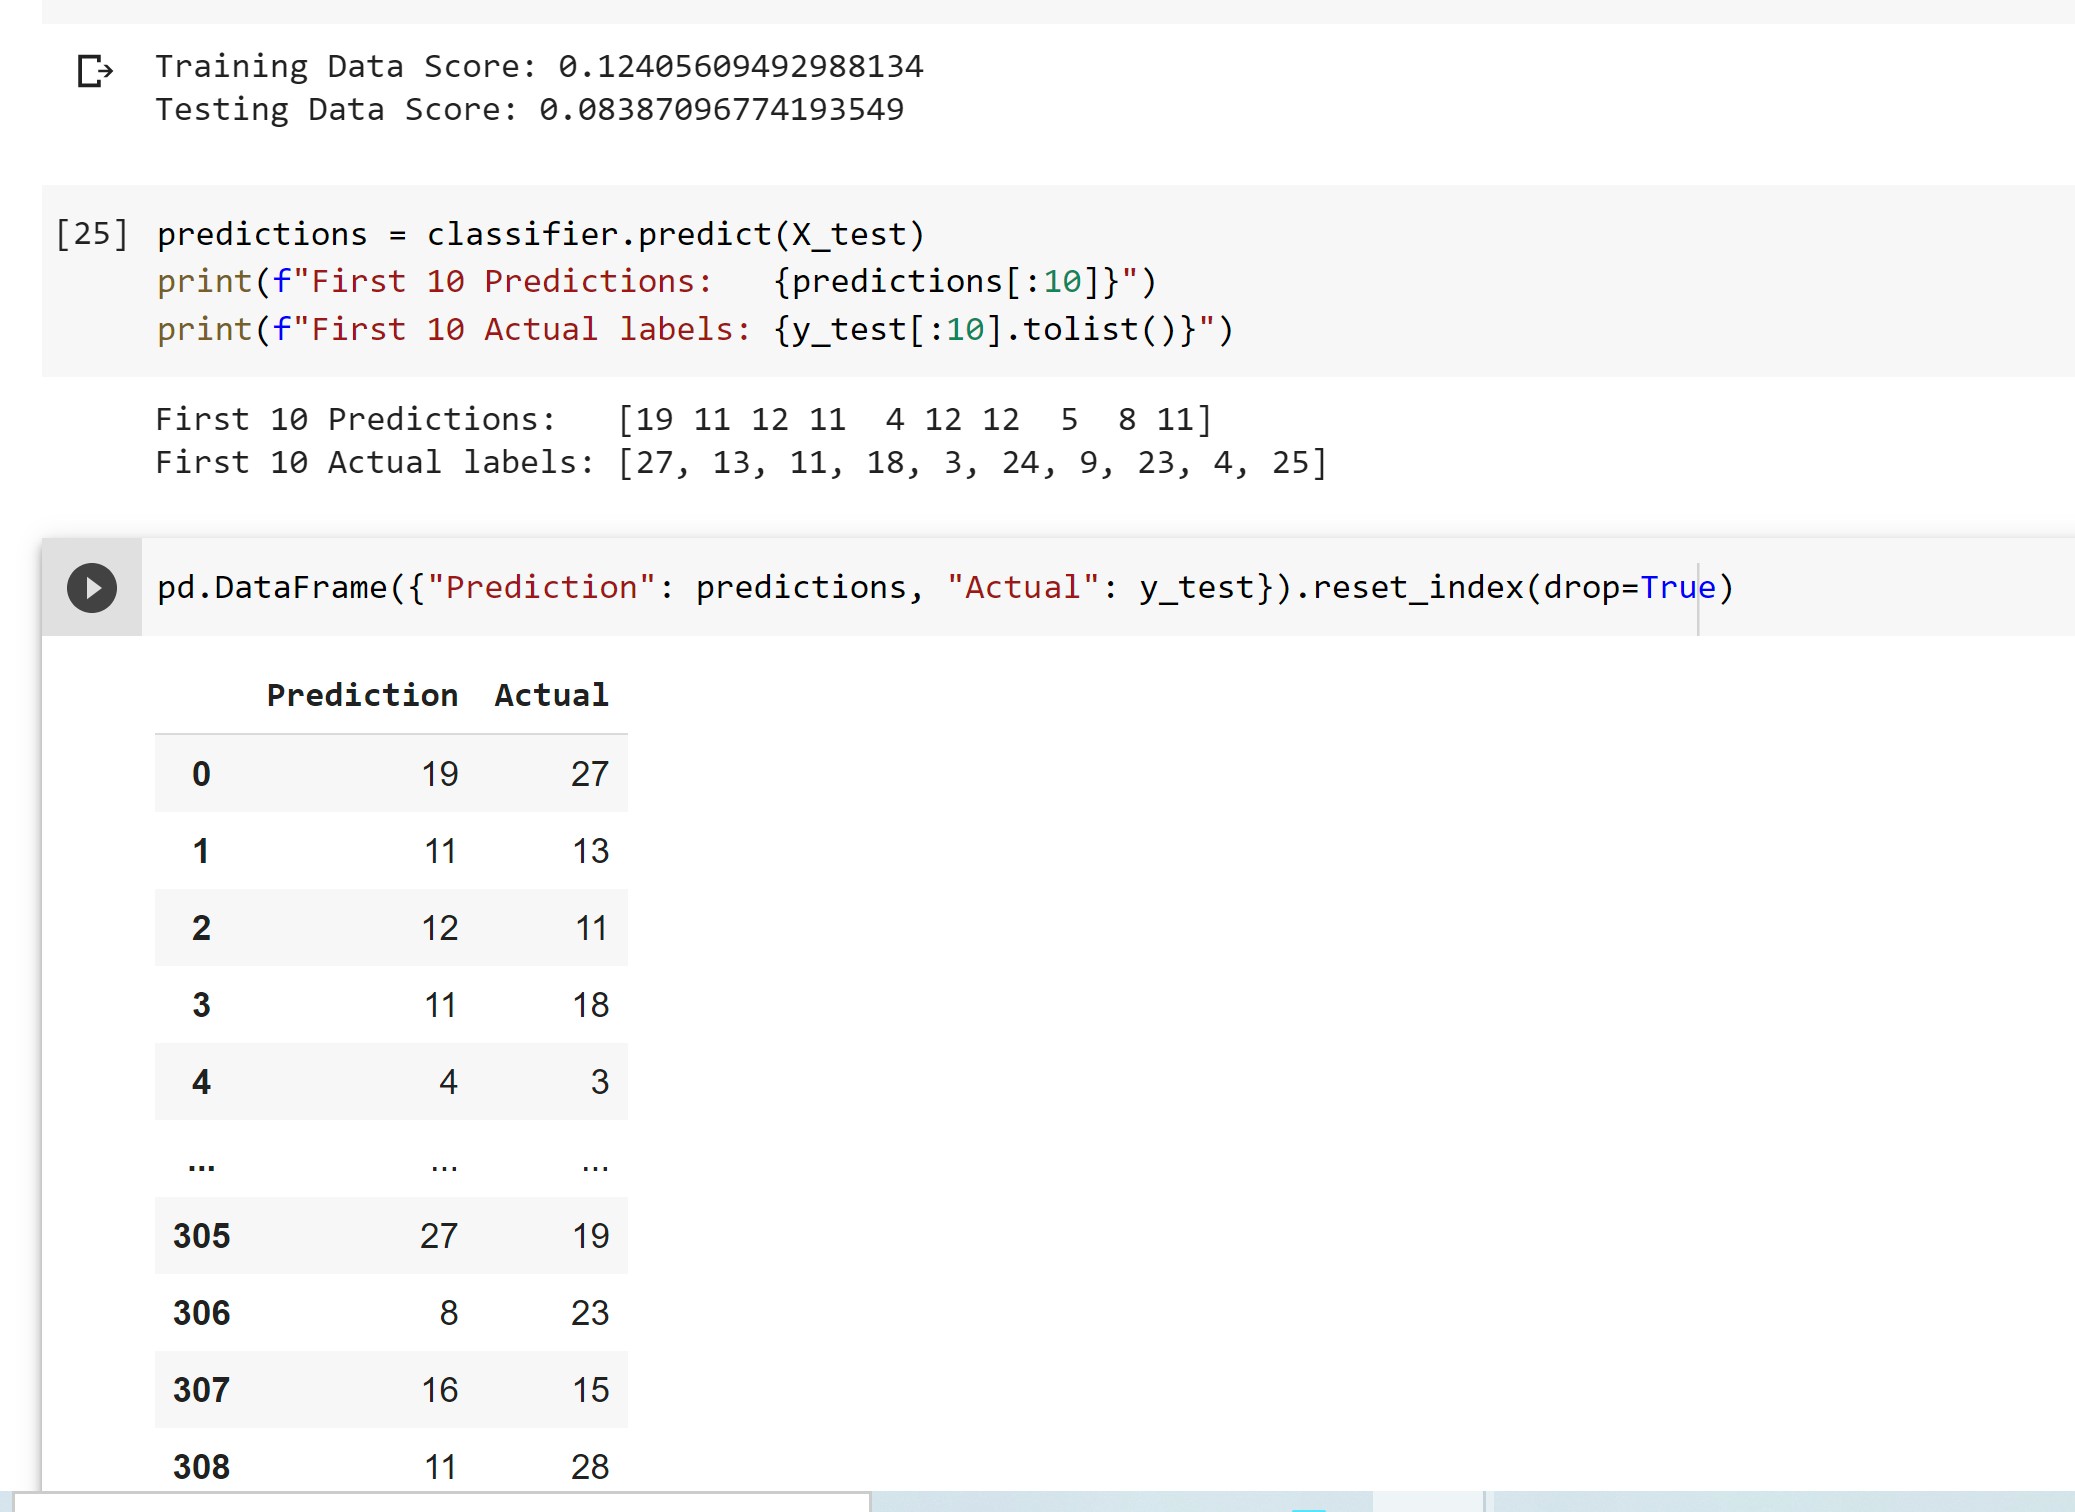 Training Data Score: 0.12405609492988134
Testing Data Score: 0.08387096774193549
[25] predictions = classifier.predict(X_test)
print(f"First 10 Predictions:   {predictions[:10]}")
print(f"First 10 Actual labels: {y_test[:10].tolist()}")
First 10 Predictions:   [19 11 12 11  4 12 12  5  8 11]
First 10 Actual labels: [27, 13, 11, 18, 3, 24, 9, 23, 4, 25]
pd.DataFrame({"Prediction": predictions, "Actual": y_test}).reset_index(drop=True)
Prediction Actual
0 19 27
1 11 13
2 12 11
3 11 18
4 4 3
... ... ...
305 27 19
306 8 23
307 16 15
308 11 28